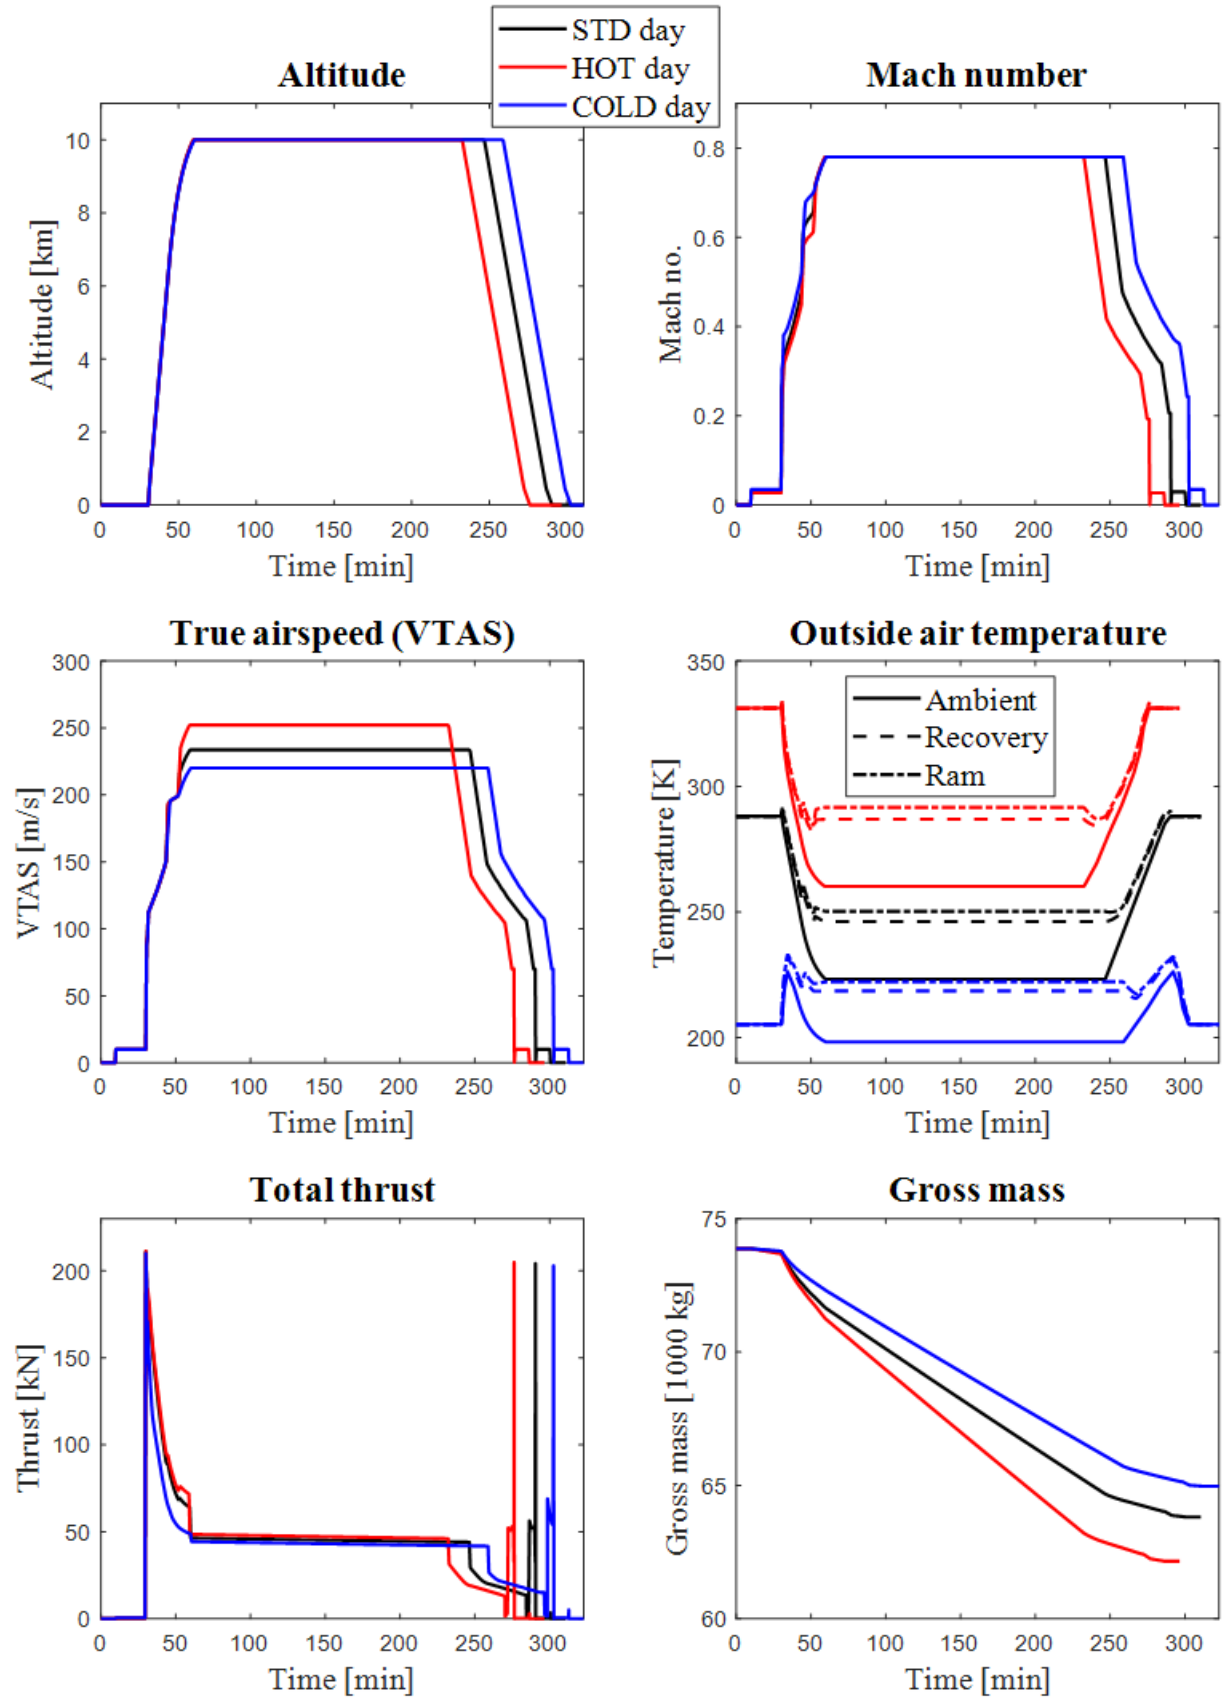 STD day
HOT day
COLD day
Altitude
Altitude [km]
10
8
6
4
2
0
0 50 100 150 200 250 300
Time [min]
Mach number
Mach no.
0.8
0.6
0.4
0.2
0
0 50 100 150 200 250 300
Time [min]
True airspeed (VTAS)
VTAS [m/s]
300
250
200
150
100
50
0
0 50 100 150 200 250 300
Time [min]
Outside air temperature
Temperature [K]
350
300
250
200
Ambient
Recovery
Ram
0 50 100 150 200 250 300
Time [min]
Total thrust
Thrust [kN]
200
150
100
50
0
0 50 100 150 200 250 300
Time [min]
Gross mass
Gross mass [1000 kg]
75
70
65
60
0 50 100 150 200 250 300
Time [min]